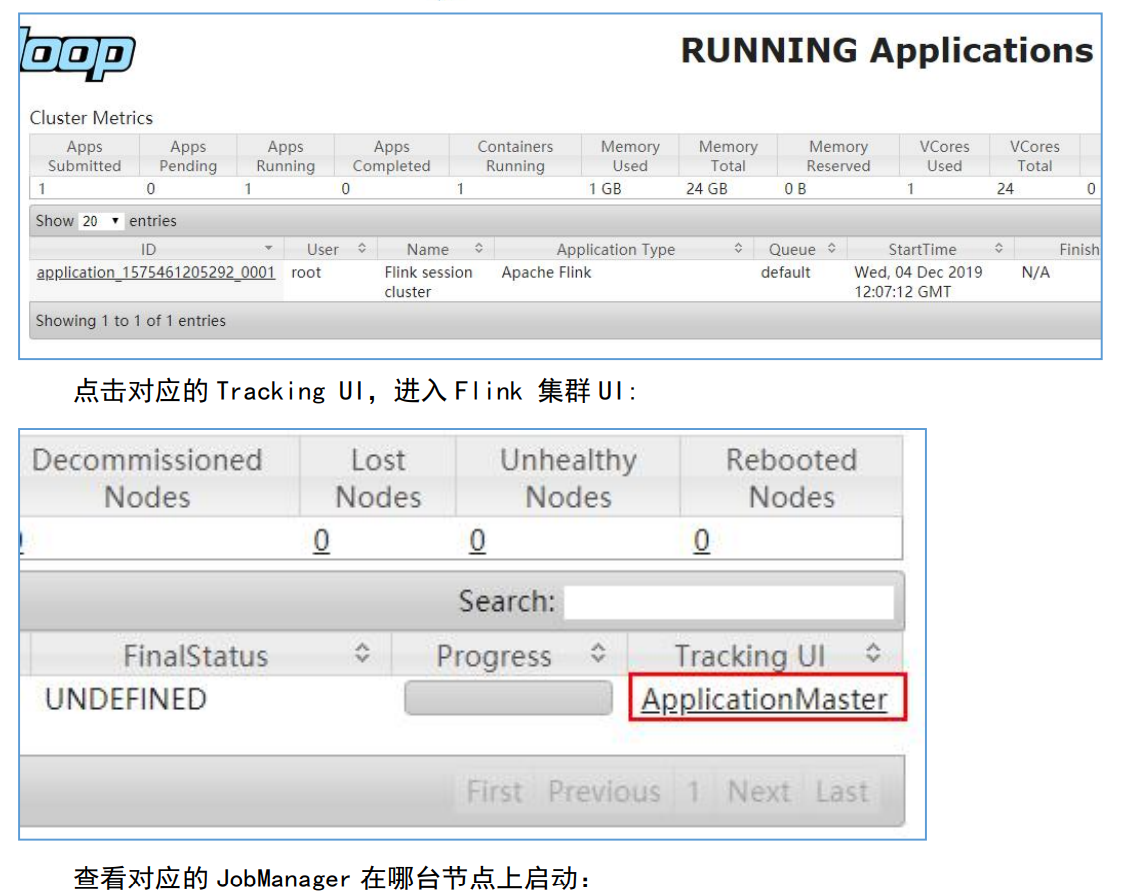 oop
RUNNING Applications
Cluster Metrics
Apps Submitted Apps Pending Apps Running Apps Completed Containers Running Memory Used Memory Total Memory Reserved VCores Used VCores Total
1 0 1 0 1 1 GB 24 GB 0 B 1 24 0
Show 20 entries
ID User Name Application Type Queue StartTime Finish
application_1575461205292_0001 root Flink session Apache Flink default Wed, 04 Dec 2019 N/A
cluster 12:07:12 GMT
Showing 1 to 1 of 1 entries
点击对应的 Tracking UI，进入 Flink 集群 UI:
Decommissioned Lost Unhealthy Rebooted
Nodes Nodes Nodes Nodes
0 0 0
Search:
FinalStatus Progress Tracking UI
UNDEFINED ApplicationMaster
First Previous 1 Next Last
查看对应的 JobManager 在哪台节点上启动：